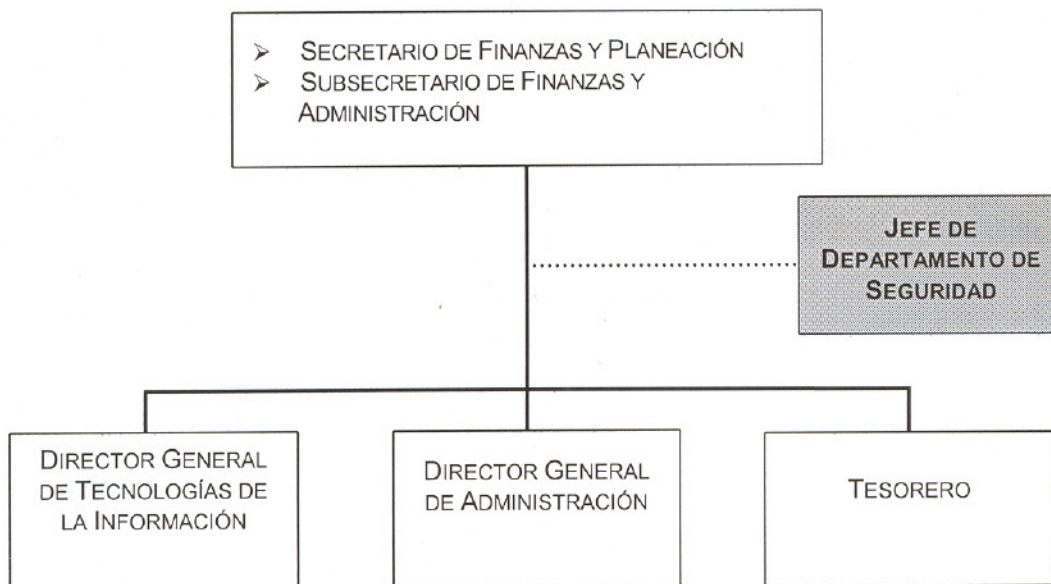 ➢ SECRETARIO DE FINANZAS Y PLANEACIÓN
➢ SUBSECRETARIO DE FINANZAS Y
ADMINISTRACIÓN
JEFE DE
DEPARTAMENTO DE
SEGURIDAD
DIRECTOR GENERAL
DE TECNOLOGÍAS DE
LA INFORMACIÓN
DIRECTOR GENERAL
DE ADMINISTRACIÓN
TESORERO